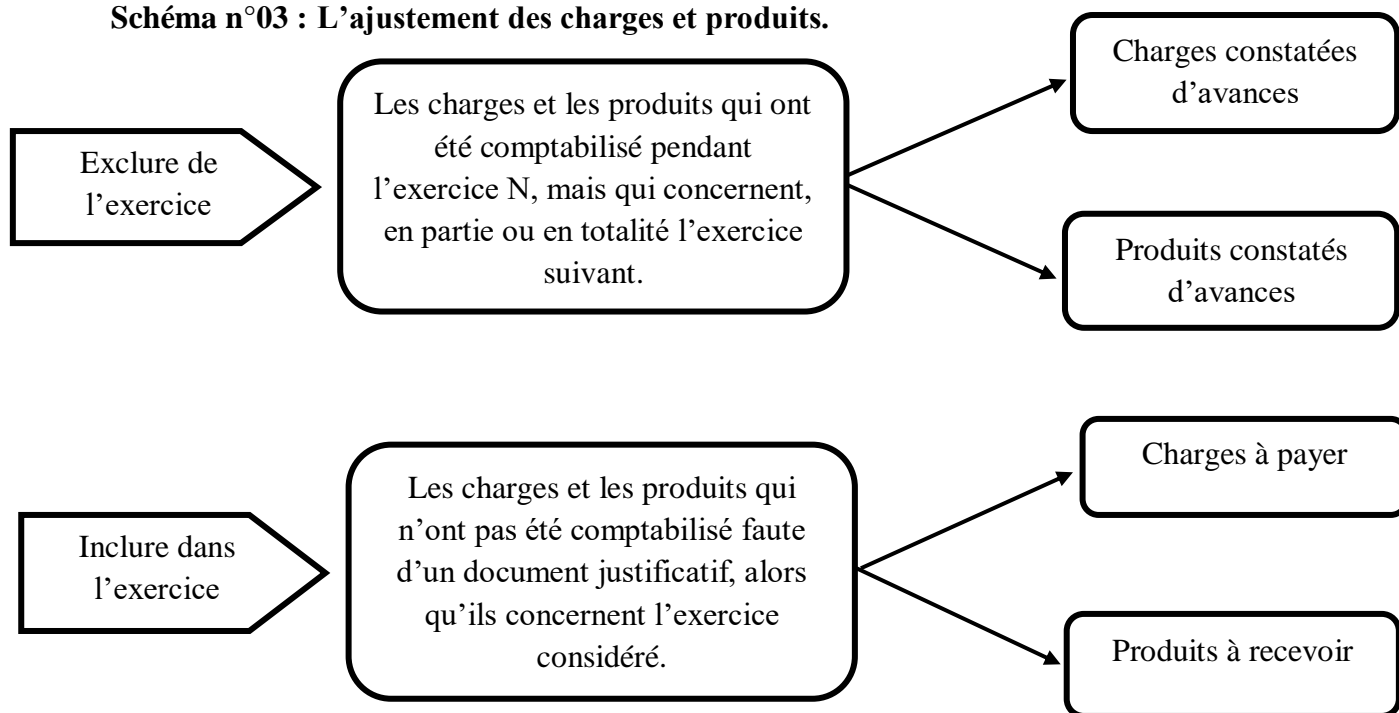 Schéma n°03 : L'ajustement des charges et produits.
Exclure de
l'exercice
Les charges et les produits qui ont
été comptabilisé pendant
l'exercice N, mais qui concernent,
en partie ou en totalité l'exercice
suivant.
Charges constatées
d'avances
Produits constatés
d'avances
Inclure dans
l'exercice
Les charges et les produits qui
n'ont pas été comptabilisé faute
d'un document justificatif, alors
qu'ils concernent l'exercice
considéré.
Charges à payer
Produits à recevoir